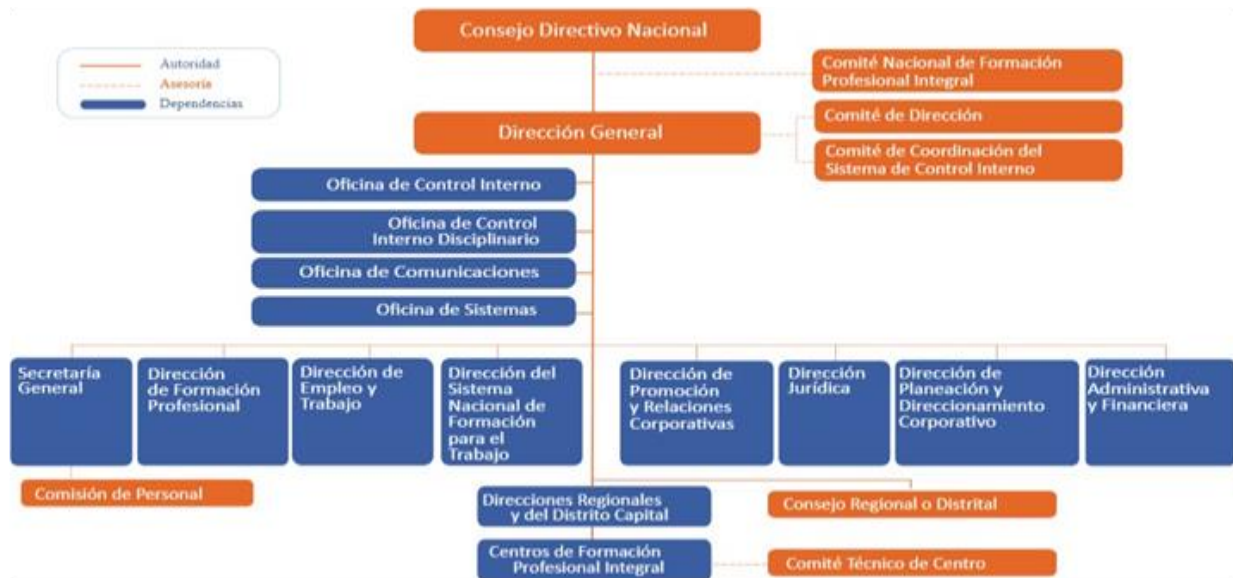 Consejo Directivo Nacional
Autoridad
Asesoría
Dependencias
Comité Nacional de Formación
Profesional Integral
Dirección General
Comité de Dirección
Comité de Coordinación del
Sistema de Control Interno
Oficina de Control Interno
Oficina de Control
Interno Disciplinario
Oficina de Comunicaciones
Oficina de Sistemas
Secretaría
General
Dirección
de Formación
Profesional
Dirección de
Empleo y
Trabajo
Dirección del
Sistema
Nacional de
Formación
para el
Trabajo
Dirección de
Promoción
y Relaciones
Corporativas
Dirección
Jurídica
Dirección de
Planeación y
Direccionamiento
Corporativo
Dirección
Administrativa
y Financiera
Comisión de Personal
Direcciones Regionales
y del Distrito Capital
Consejo Regional o Distrital
Centros de Formación
Profesional Integral
Comité Técnico de Centro